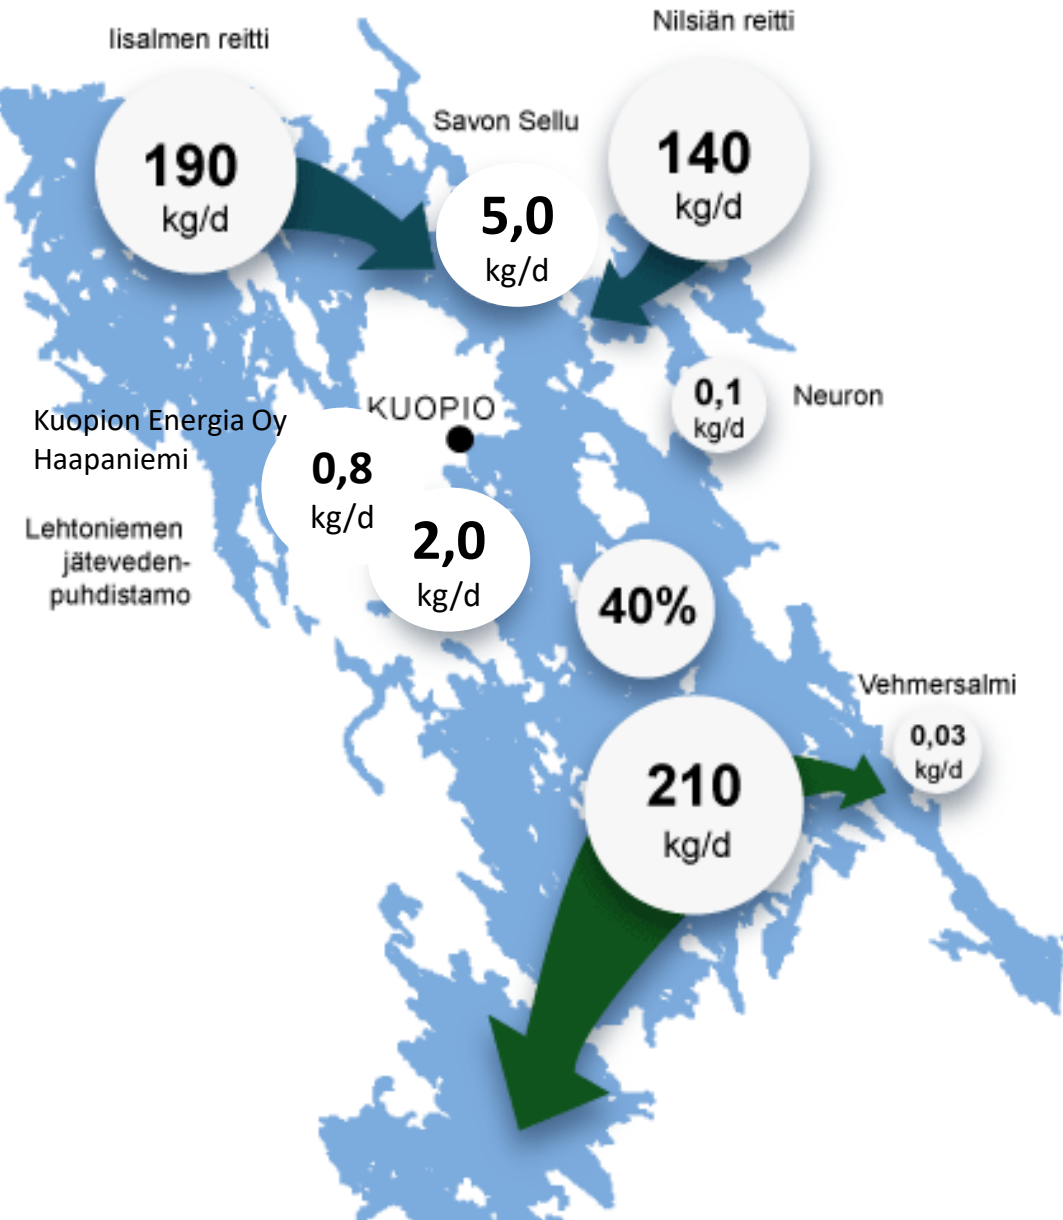 Iisalmen reitti
190
kg/d
Nilsiän reitti
140
kg/d
Savon Sellu
5,0
kg/d
0,1
kg/d
Neuron
KUOPIO
Kuopion Energia Oy
Haapaniemi
0,8
kg/d
Lehtoniemen
jäteveden-
puhdistamo
2,0
kg/d
40%
Vehmersalmi
0,03
kg/d
210
kg/d